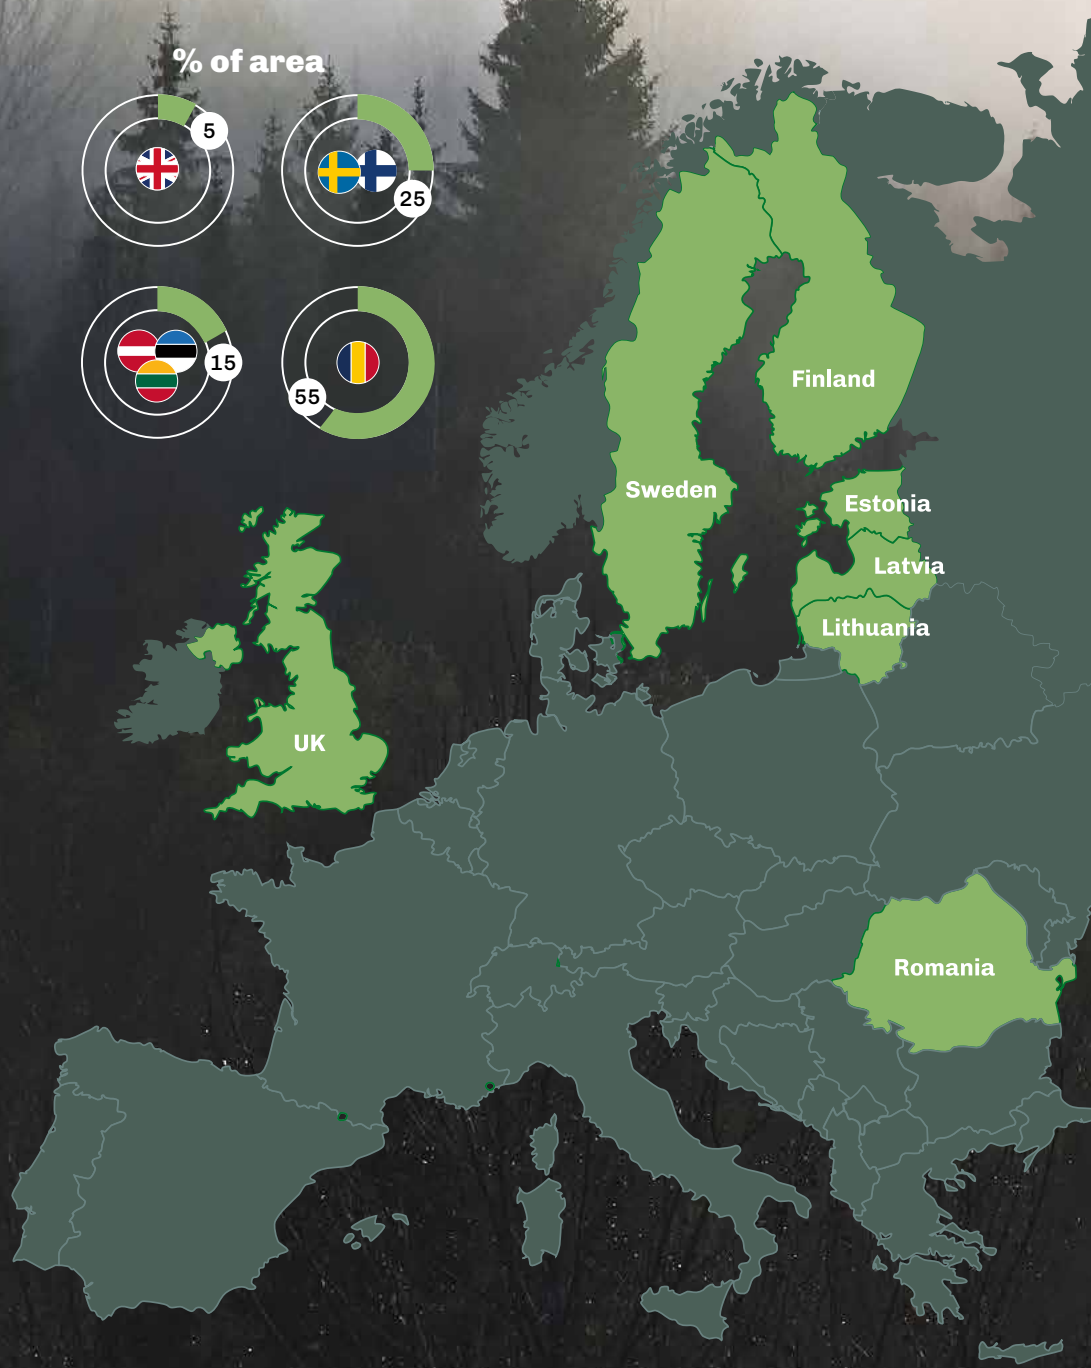 % of area
5
25
15
55
Finland
Sweden
Estonia
Latvia
Lithuania
UK
Romania